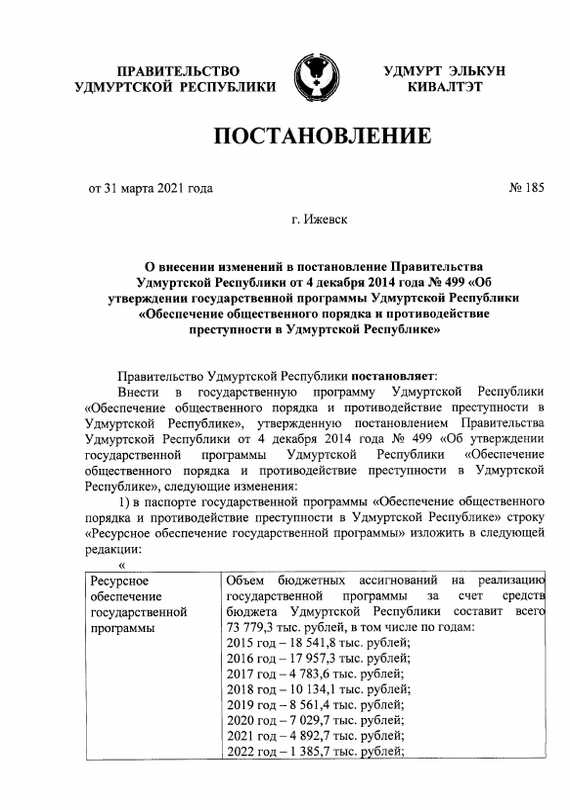 ПРАВИТЕЛЬСТВО
УДМУРТСКОЙ РЕСПУБЛИКИ
УДМУРТ ЭЛЬКУН
КИВАЛТЭТ
ПОСТАНОВЛЕНИЕ
от 31 марта 2021 года
№ 185
г. Ижевск
О внесении изменений в постановление Правительства
Удмуртской Республики от 4 декабря 2014 года № 499 «Об
утверждении государственной программы Удмуртской Республики
«Обеспечение общественного порядка и противодействие
преступности в Удмуртской Республике»
Правительство Удмуртской Республики постановляет:
Внести в государственную программу Удмуртской Республики
«Обеспечение общественного порядка и противодействие преступности в
Удмуртской Республике», утвержденную постановлением Правительства
Удмуртской Республики от 4 декабря 2014 года № 499 «Об утверждении
государственной программы Удмуртской Республики «Обеспечение
общественного порядка и противодействие преступности в Удмуртской
Республике», следующие изменения:
1) в паспорте государственной программы «Обеспечение общественного
порядка и противодействие преступности в Удмуртской Республике» строку
«Ресурсное обеспечение государственной программы» изложить в следующей
редакции:
«
Ресурсное
обеспечение
государственной
программы
Объем бюджетных ассигнований на реализацию
государственной программы за счет средств
бюджета Удмуртской Республики составит всего
73 779,3 тыс. рублей, в том числе по годам:
2015 год – 18 541,8 тыс. рублей;
2016 год – 17 957,3 тыс. рублей;
2017 год – 4 783,6 тыс. рублей;
2018 год – 10 134,1 тыс. рублей;
2019 год – 8 561,4 тыс. рублей;
2020 год – 7 029,7 тыс. рублей;
2021 год – 4 892,7 тыс. рублей;
2022 год – 1 385,7 тыс. рублей;